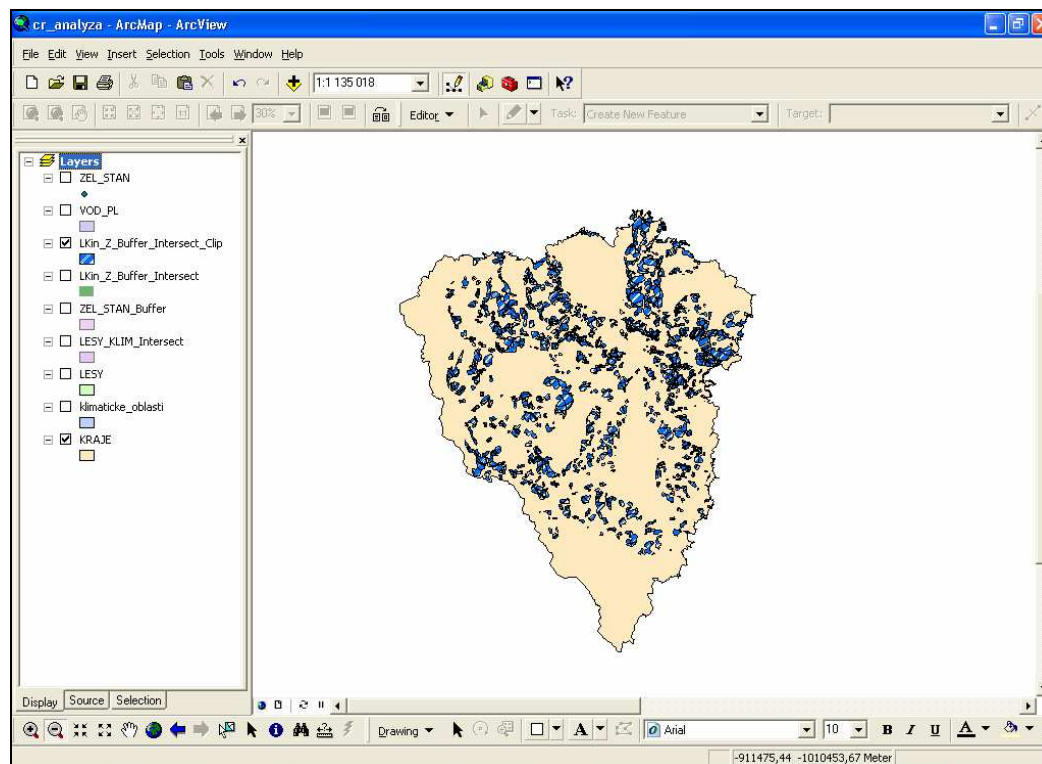 cr_analyza - ArcMap - ArcView
File Edit View Insert Selection Tools Window Help
1:1 135 018
30% Editor Task: Create New Feature Target:
Layers
ZEL_STAN
VOD_PL
LKin_Z_Buffer_Intersect_Clip
LKin_Z_Buffer_Intersect
ZEL_STAN_Buffer
LESY_KLIM_Intersect
LESY
klimaticke_oblasti
KRAJE
Display Source Selection
Drawing A Arial 10 B I U A
-911475,44 -1010453,67 Meter